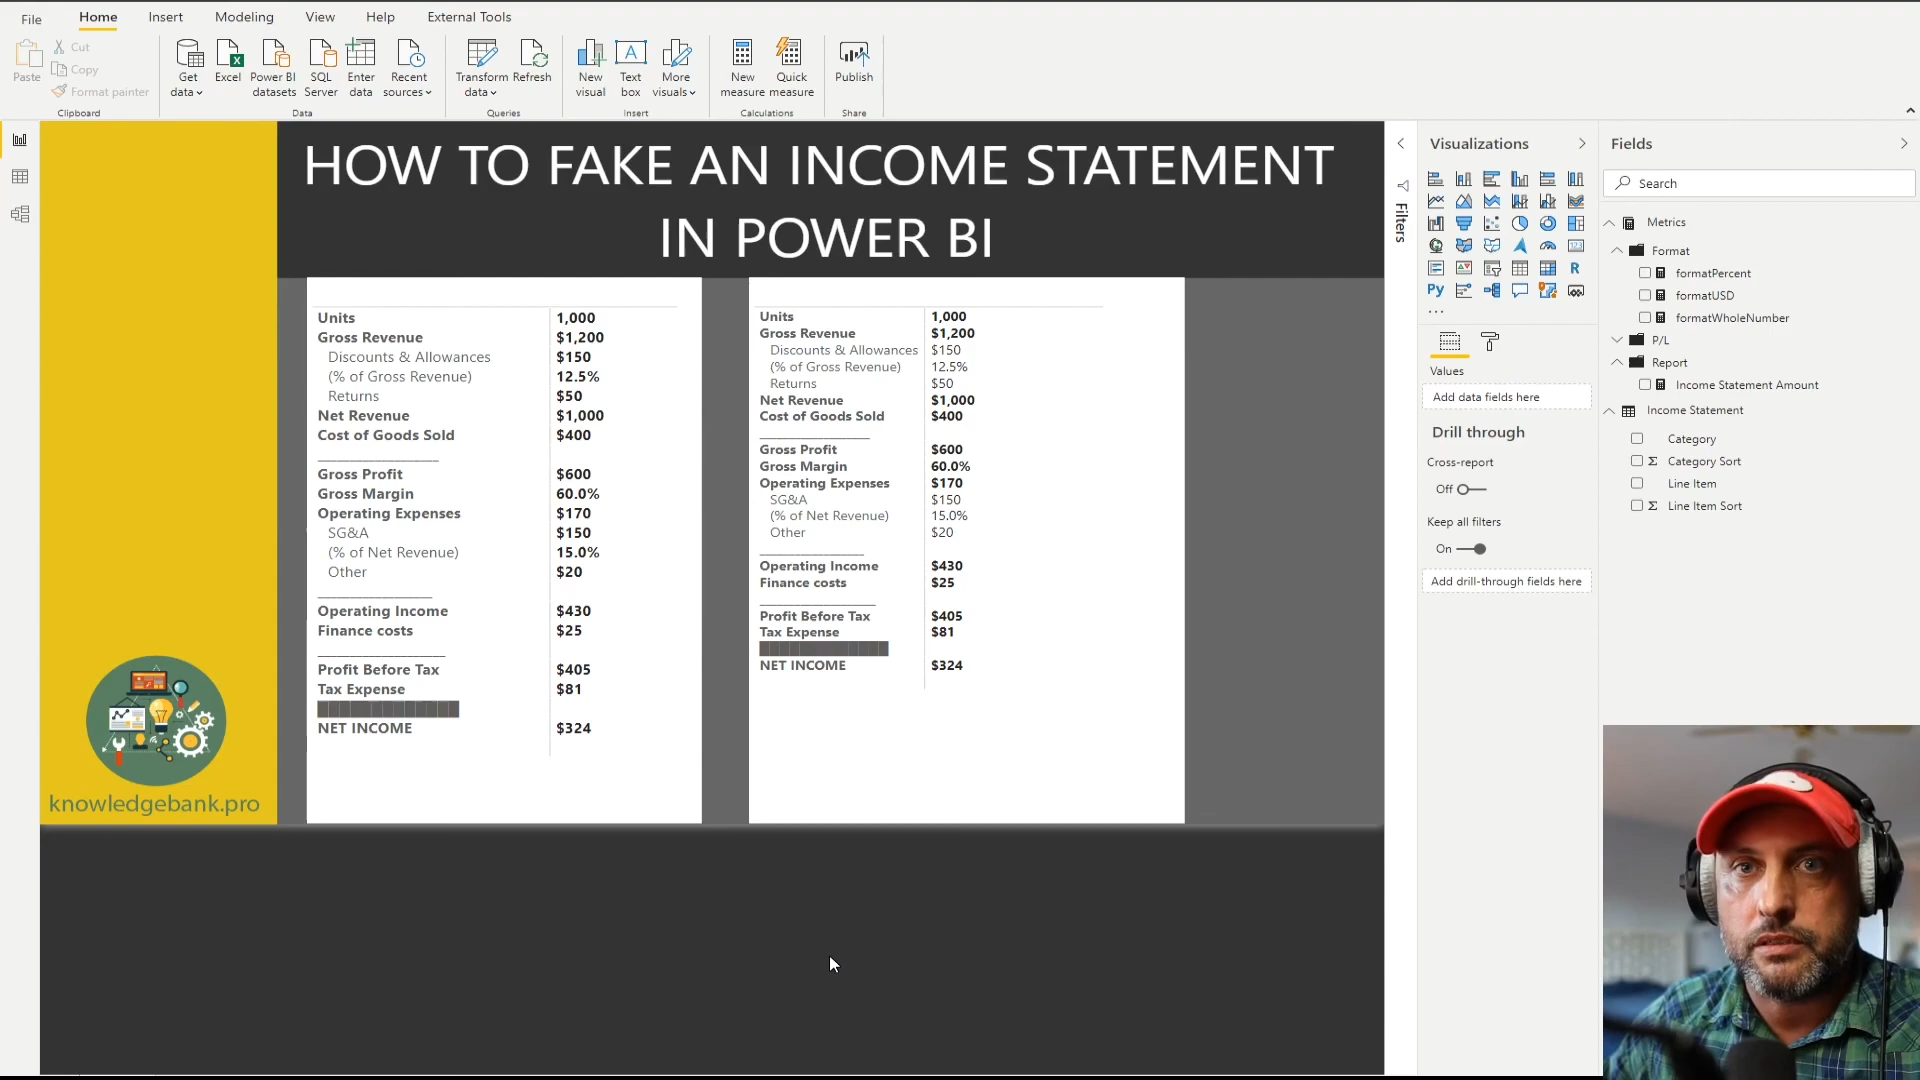 File
Home
Insert
Modeling
View
Help
External Tools
Paste
Cut
Copy
Format painter
Clipboard
Get data
Excel
Power BI datasets
SQL Server
Enter data
Recent sources
Data
Transform data
Refresh
Queries
New visual
Text box
More visuals
Insert
New measure
Quick measure
Calculations
Publish
Share
HOW TO FAKE AN INCOME STATEMENT
IN POWER BI
Units 1,000
Gross Revenue $1,200
Discounts & Allowances $150
(% of Gross Revenue) 12.5%
Returns $50
Net Revenue $1,000
Cost of Goods Sold $400
Gross Profit $600
Gross Margin 60.0%
Operating Expenses $170
SG&A $150
(% of Net Revenue) 15.0%
Other $20
Operating Income $430
Finance costs $25
Profit Before Tax $405
Tax Expense $81
NET INCOME $324
Units 1,000
Gross Revenue $1,200
Discounts & Allowances $150
(% of Gross Revenue) 12.5%
Returns $50
Net Revenue $1,000
Cost of Goods Sold $400
Gross Profit $600
Gross Margin 60.0%
Operating Expenses $170
SG&A $150
(% of Net Revenue) 15.0%
Other $20
Operating Income $430
Finance costs $25
Profit Before Tax $405
Tax Expense $81
NET INCOME $324
knowledgebank.pro
Filters
Visualizations
123
R
Py
Values
Add data fields here
Drill through
Cross-report
Off
Keep all filters
On
Add drill-through fields here
Fields
Search
Metrics
Format
formatPercent
formatUSD
formatWholeNumber
P/L
Report
Income Statement Amount
Income Statement
Category
Σ Category Sort
Line Item
Σ Line Item Sort